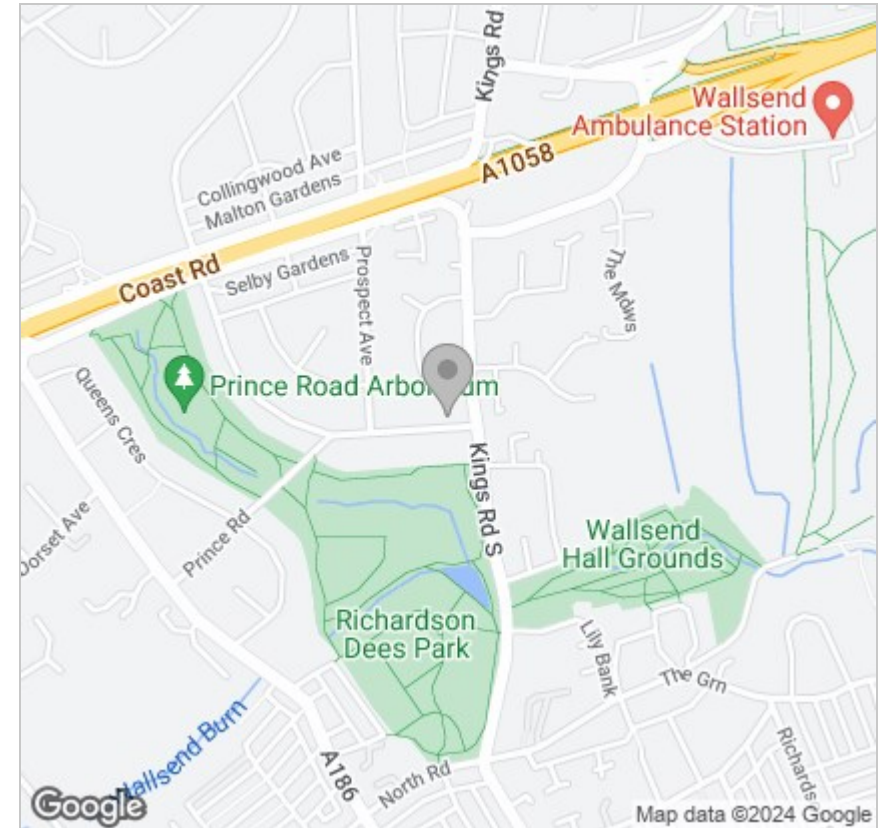 Kings Rd
Wallsend
Ambulance Station
A1058
Collingwood Ave
Malton Gardens
Coast Rd
Selby Gardens
Prospect Ave
The Mdws
Prince Road Arbor um
Queens Cres
Kings Rd S
Dorset Ave
Prince Rd
Wallsend
Hall Grounds
Richardson
Dees Park
Lily Bank
The Grn
Wallsend Burn
A186
North Rd
Richards
Google
Map data ©2024 Google